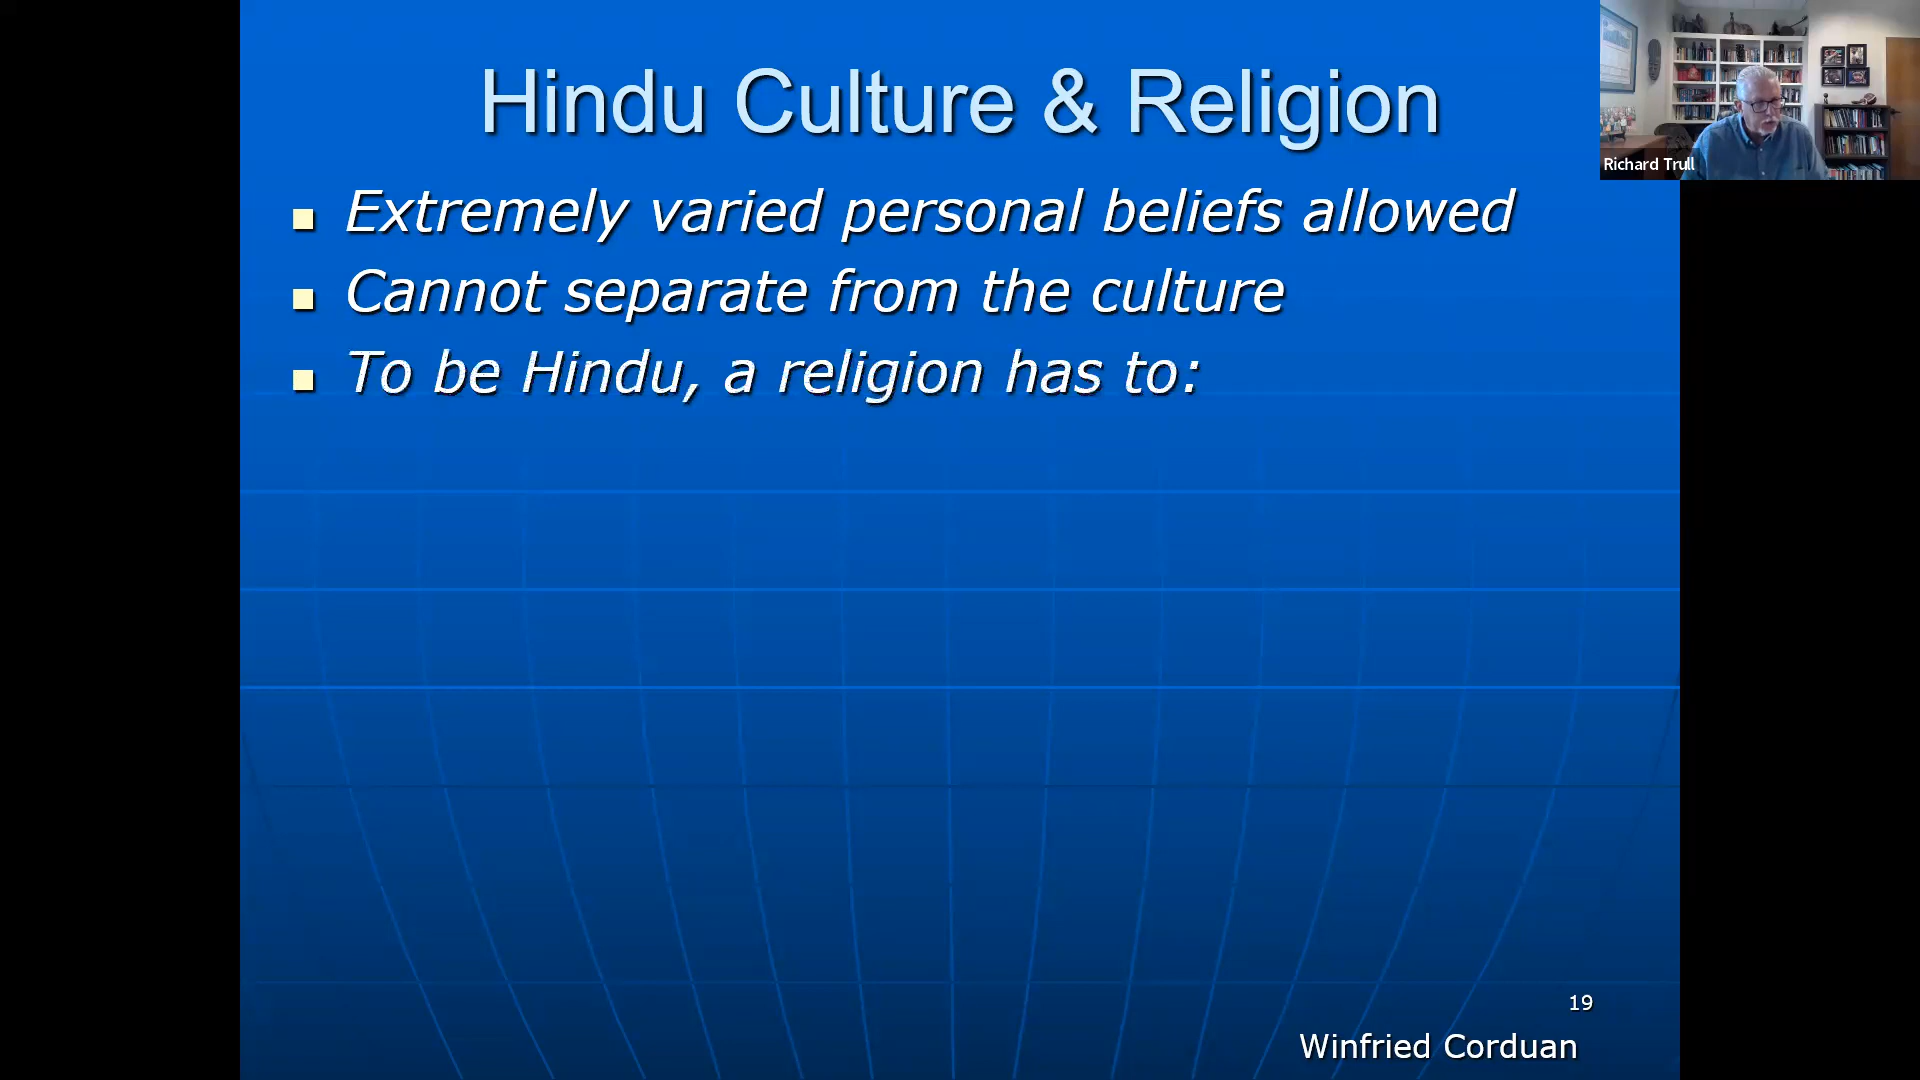 Hindu Culture & Religion
Extremely varied personal beliefs allowed
Cannot separate from the culture
To be Hindu, a religion has to:
19
Winfried Corduan
Richard Trull